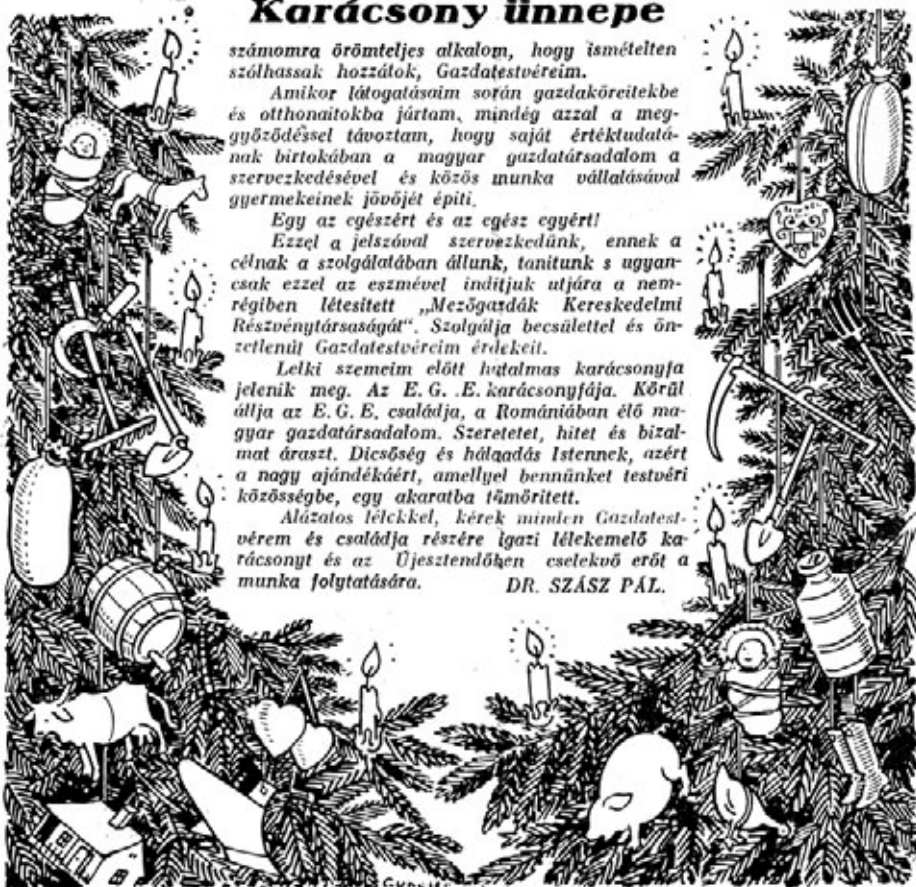 Karácsony ünnepe
számomra örömteljes alkalom, hogy ismételten
szólhassak hozzátok, Gazdatestvéreim.
Amikor látogatásaim során gazdaköreitekbe
és otthonaitokba jártam, mindég azzal a meg-
győződéssel távoztam, hogy saját értéktudatá-
nak birtokában a magyar gazdatársadalom a
szervezkedésével és közös munka vállalásával
gyermekeinek jövőjét épiti.
Egy az egészért és az egész egyért!
Ezzel a jelszóval szervezkedünk, ennek a
célnak a szolgálatában állunk, tanitunk s ugyan-
csak ezzel az eszmével inditjuk utjára a nem-
régiben létesitett „Mezőgazdák Kereskedelmi
Részvénytársaságát“. Szolgálja becsülettel és ön-
zetlenül Gazdatestvéreim érdekeit.
Lelki szemeim előtt hatalmas karácsonyfa
jelenik meg. Az E. G. .E. karácsonyfája. Körül
állja az E. G. E, családja, a Romániában élő ma-
gyar gazdatársadalom. Szeretetet, hitet és bizal-
mat áraszt. Dicsőség és hálaadás Istennek, azért
a nagy ajándékáért, amellyel bennünket testvéri
közösségbe, egy akaratba tömöritett.
Alázatos lélekkel, kérek minden Gazdatest-
vérem és családja részére igazi lélekemelő ka-
rácsonyt és az Újesztendőben cselekvő erőt a
munka folytatására. DR. SZÁSZ PÁL.